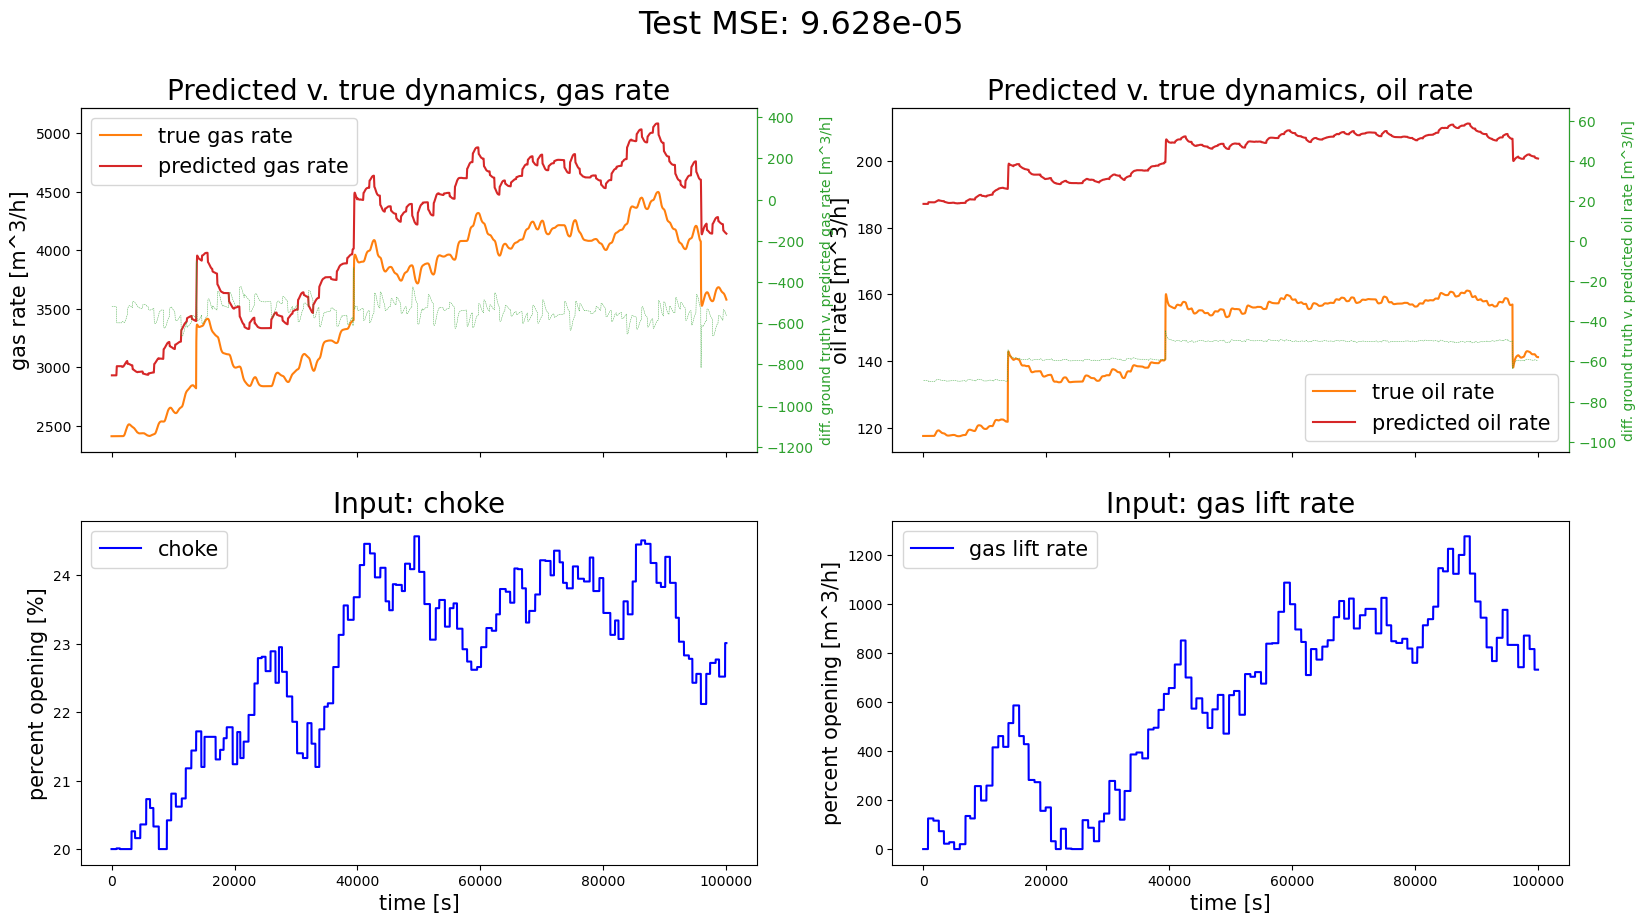 Test MSE: 9.628e-05
Predicted v. true dynamics, gas rate
true gas rate
predicted gas rate
gas rate [m^3/h]
5000
4500
4000
3500
3000
2500
400
200
0
−200
−400
−600
−800
−1000
−1200
diff. ground truth v. predicted gas rate [m^3/h]
Predicted v. true dynamics, oil rate
true oil rate
predicted oil rate
oil rate [m^3/h]
200
180
160
140
120
60
40
20
0
−20
−40
−60
−80
−100
diff. ground truth v. predicted oil rate [m^3/h]
Input: choke
choke
percent opening [%]
24
23
22
21
20
0
20000
40000
60000
80000
100000
time [s]
Input: gas lift rate
gas lift rate
percent opening [m^3/h]
1200
1000
800
600
400
200
0
0
20000
40000
60000
80000
100000
time [s]